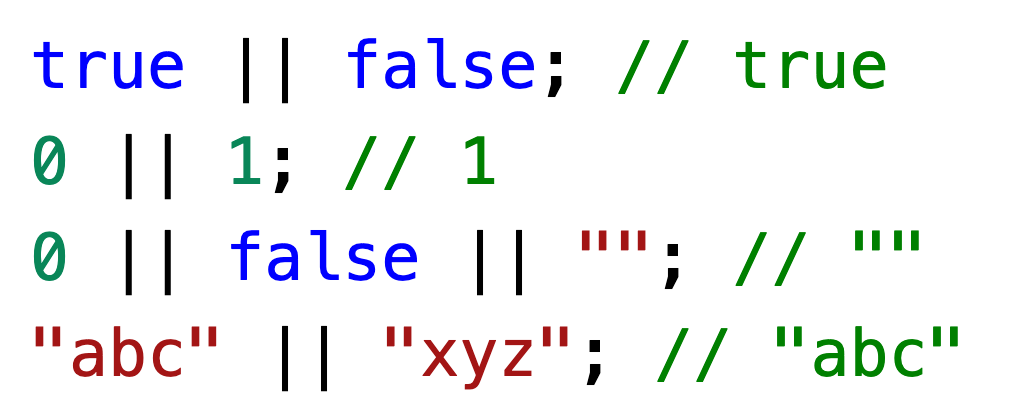 true || false; // true
0 || 1; // 1
0 || false || ""; // ""
"abc" || "xyz"; // "abc"